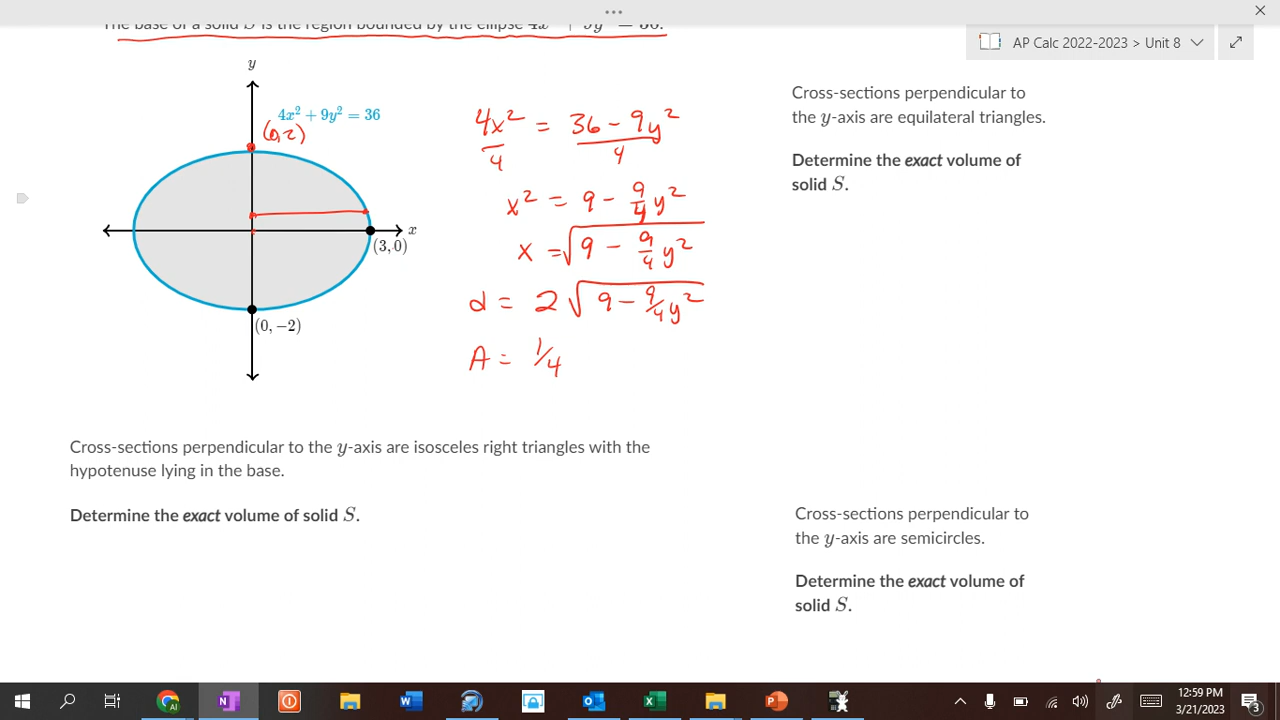 The base of a solid S is the region bounded by the ellipse 4x² + 9y² = 36.
AP Calc 2022-2023 > Unit 8
y
4x² + 9y² = 36
(0,2)
x
(3, 0)
(0, −2)
4x² = 36 - 9y²
4 4
x² = 9 - 9/4 y²
x = √(9 - 9/4 y²)
d = 2 √(9 - 9/4 y²)
A = 1/4
Cross-sections perpendicular to
the y-axis are equilateral triangles.
Determine the exact volume of
solid S.
Cross-sections perpendicular to the y-axis are isosceles right triangles with the
hypotenuse lying in the base.
Determine the exact volume of solid S.
Cross-sections perpendicular to
the y-axis are semicircles.
Determine the exact volume of
solid S.
12:59 PM
3/21/2023
3